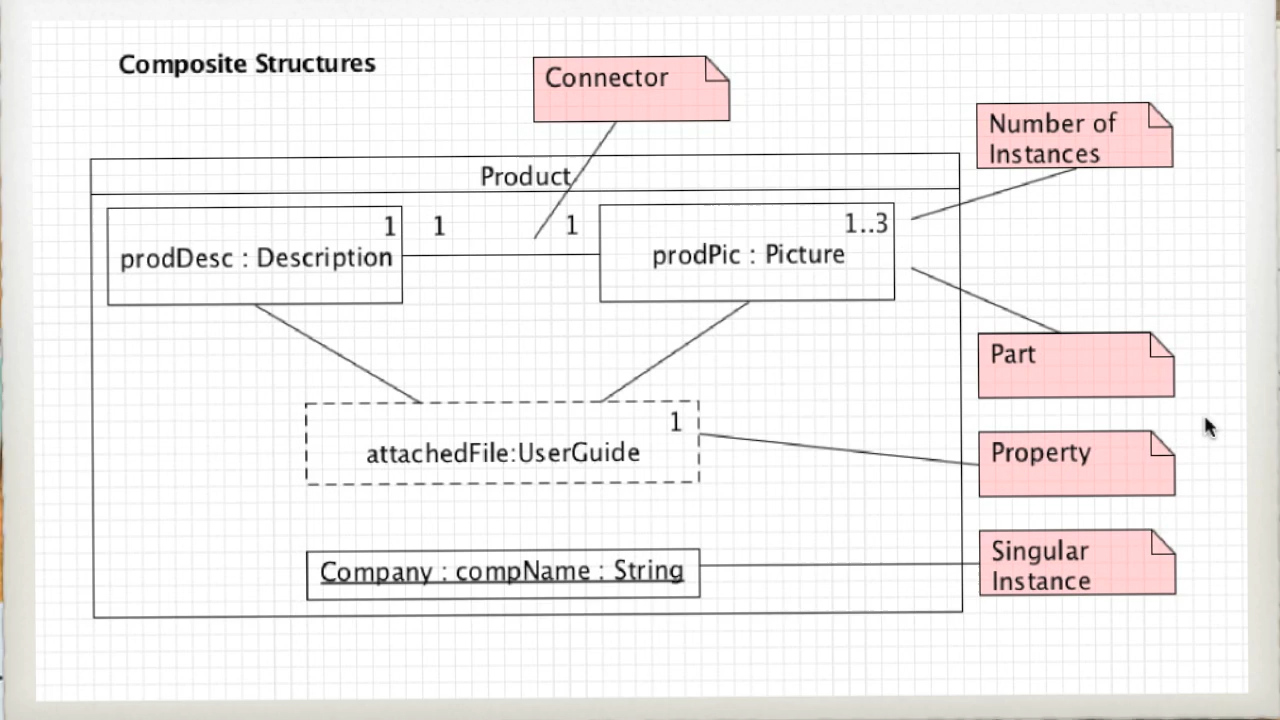 Composite Structures
Connector
Number of
Instances
Product
1
1
1
1..3
prodDesc : Description
prodPic : Picture
Part
1
attachedFile:UserGuide
Property
Company : compName : String
Singular
Instance